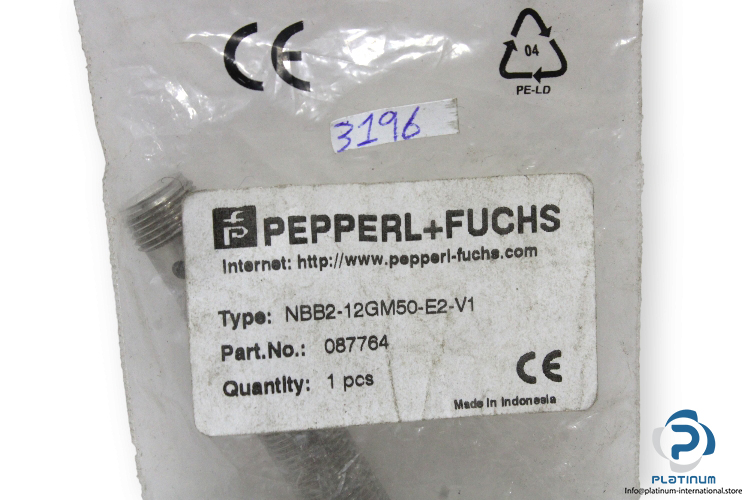 CE
04
PE-LD
3196
PEPPERL+FUCHS
Internet: http://www.pepperl-fuchs.com
Type: NBB2-12GM50-E2-V1
Part.No.: 087764
Quantity: 1 pcs
CE
Made in Indonesia
PLATINUM
info@platinum-international.store